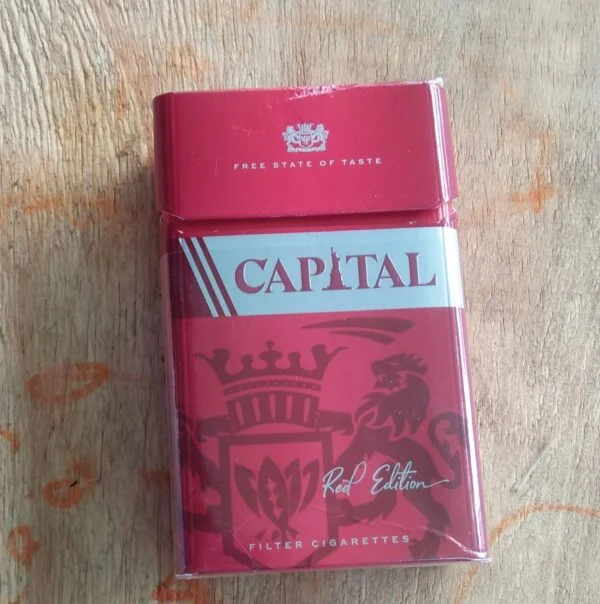 FREE STATE OF TASTE
CAPITAL
Red Edition
FILTER CIGARETTES